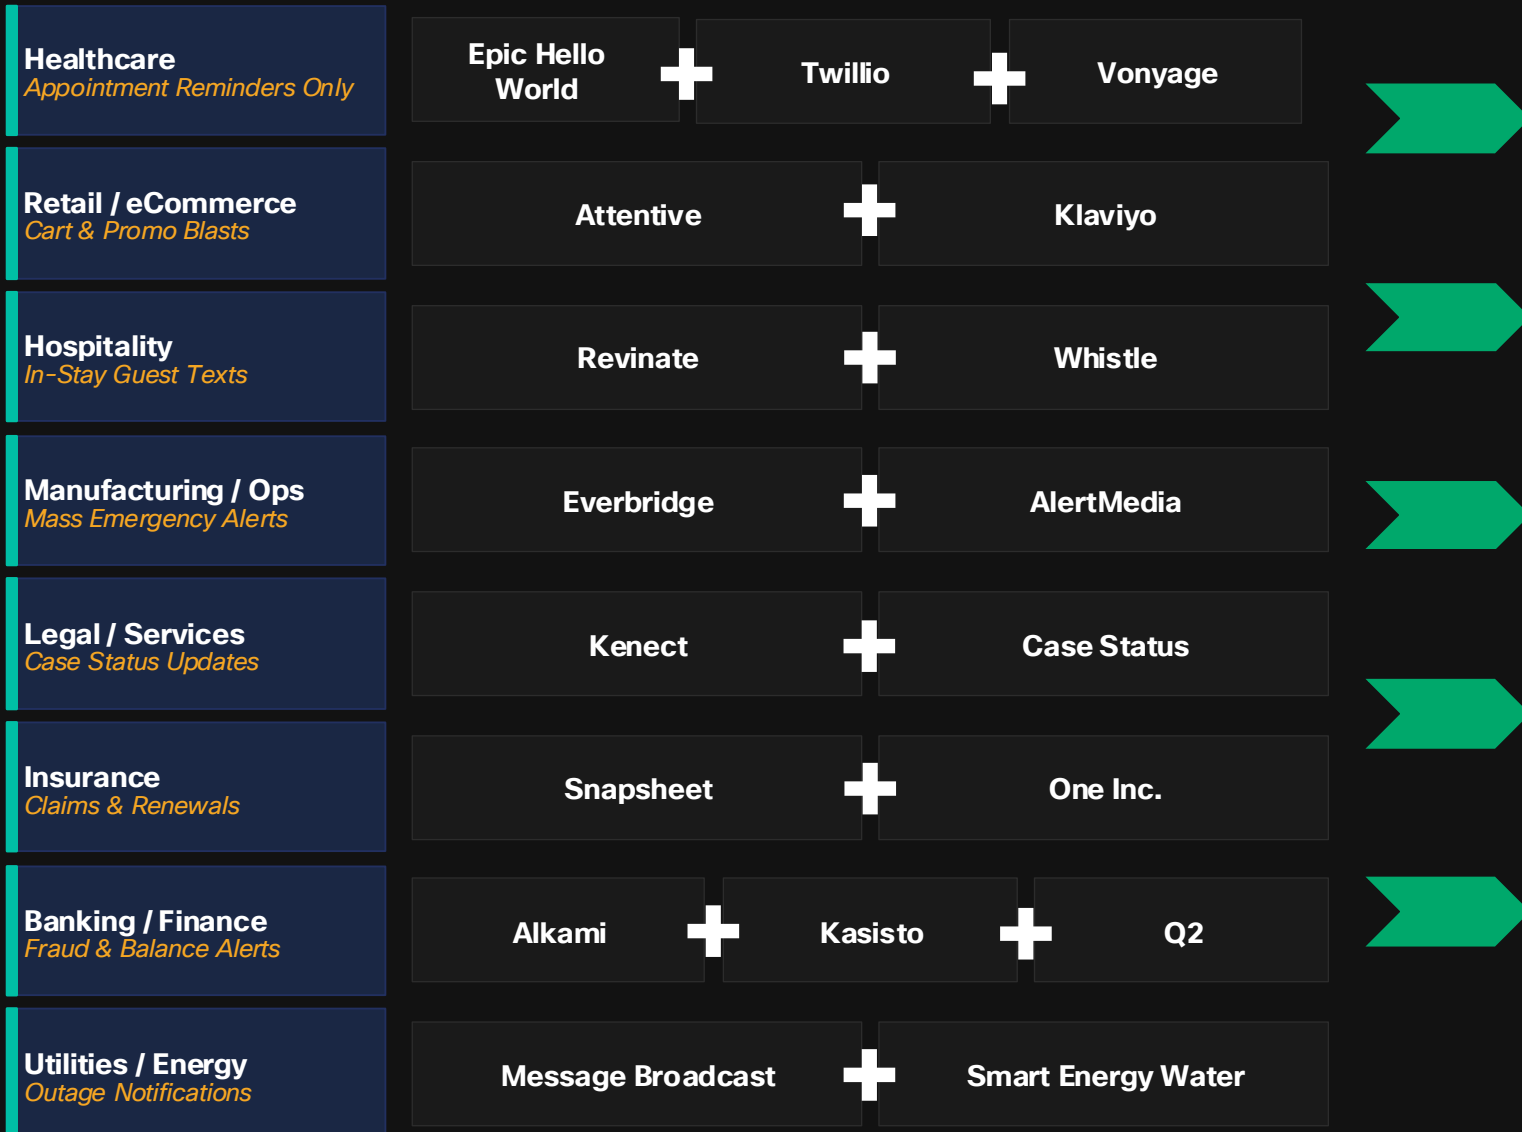 Healthcare
Appointment Reminders Only
Epic Hello
World
Twillio
Vonyage
Retail / eCommerce
Cart & Promo Blasts
Attentive
Klaviyo
Hospitality
In-Stay Guest Texts
Revinate
Whistle
Manufacturing / Ops
Mass Emergency Alerts
Everbridge
AlertMedia
Legal / Services
Case Status Updates
Kenect
Case Status
Insurance
Claims & Renewals
Snapsheet
One Inc.
Banking / Finance
Fraud & Balance Alerts
Alkami
Kasisto
Q2
Utilities / Energy
Outage Notifications
Message Broadcast
Smart Energy Water